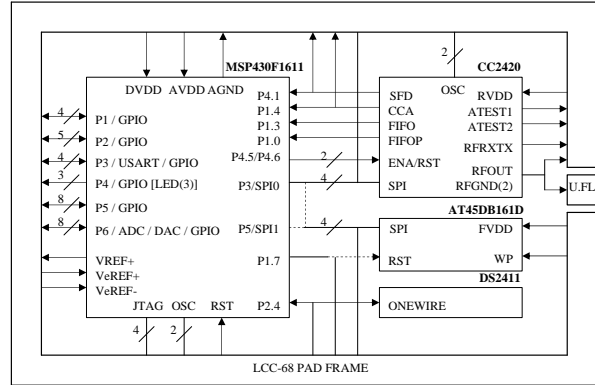 MSP430F1611
DVDD AVDD AGND
4 P1 / GPIO
5 P2 / GPIO
4 P3 / USART / GPIO
3 P4 / GPIO [LED(3)]
8 P5 / GPIO
8 P6 / ADC / DAC / GPIO
VREF+
VeREF+
VeREF-
JTAG OSC RST
4 2
P4.1
P1.4
P1.3
P1.0
P4.5/P4.6 2
P3/SPI0 4
P5/SPI1 4
P1.7
P2.4
2
CC2420
OSC
SFD RVDD
CCA ATEST1
FIFO ATEST2
FIFOP RFRXTX
ENA/RST RFOUT
SPI RFGND(2)
U.FL
AT45DB161D
SPI FVDD
RST WP
DS2411
ONEWIRE
LCC-68 PAD FRAME